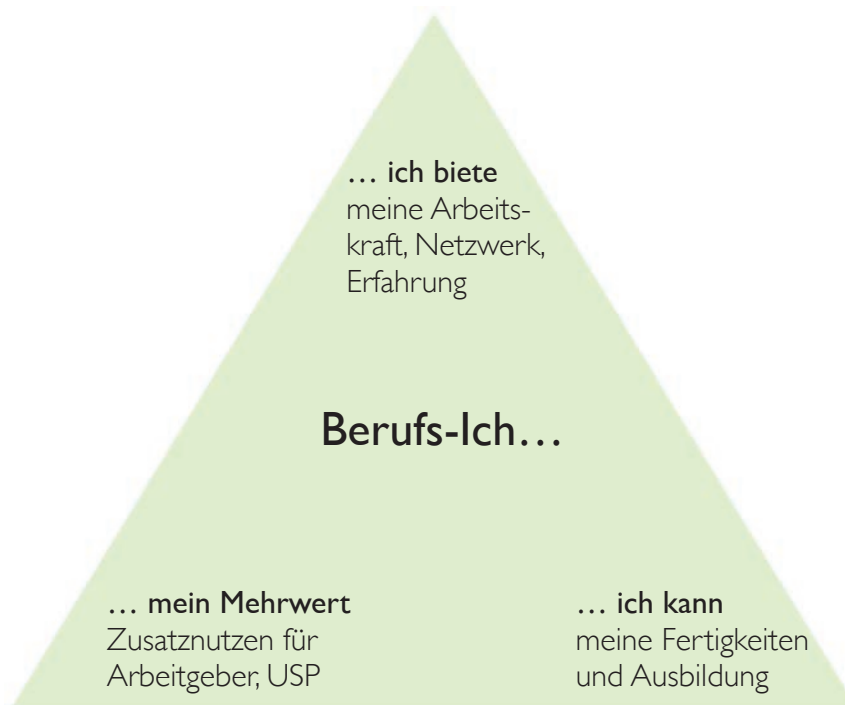 … ich biete
meine Arbeits-
kraft, Netzwerk,
Erfahrung
Berufs-Ich…
… mein Mehrwert
Zusatznutzen für
Arbeitgeber, USP
… ich kann
meine Fertigkeiten
und Ausbildung